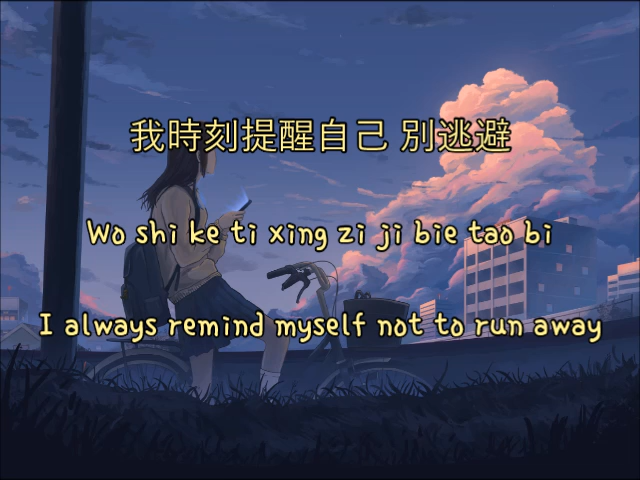 我時刻提醒自己 別逃避
Wo shi ke ti xing zi ji bie tao bi
I always remind myself not to run away